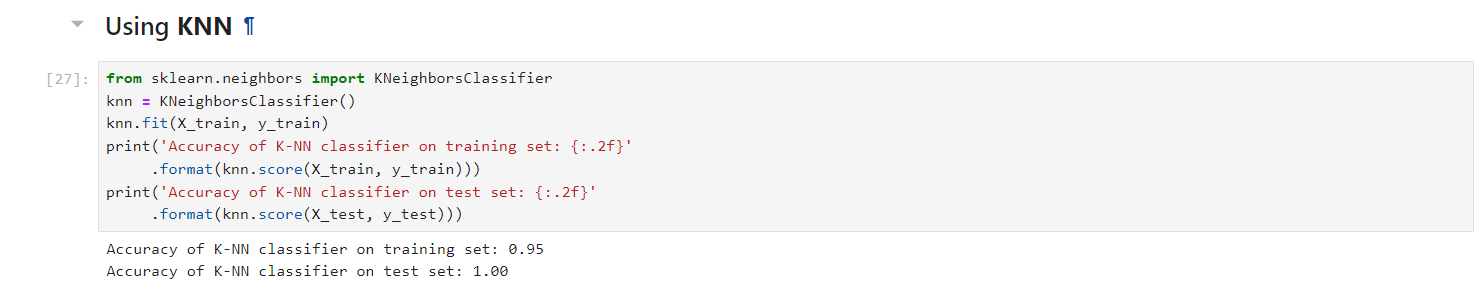 Using KNN ¶
[27]: from sklearn.neighbors import KNeighborsClassifier
knn = KNeighborsClassifier()
knn.fit(X_train, y_train)
print('Accuracy of K-NN classifier on training set: {:.2f}'
     .format(knn.score(X_train, y_train)))
print('Accuracy of K-NN classifier on test set: {:.2f}'
     .format(knn.score(X_test, y_test)))
Accuracy of K-NN classifier on training set: 0.95
Accuracy of K-NN classifier on test set: 1.00